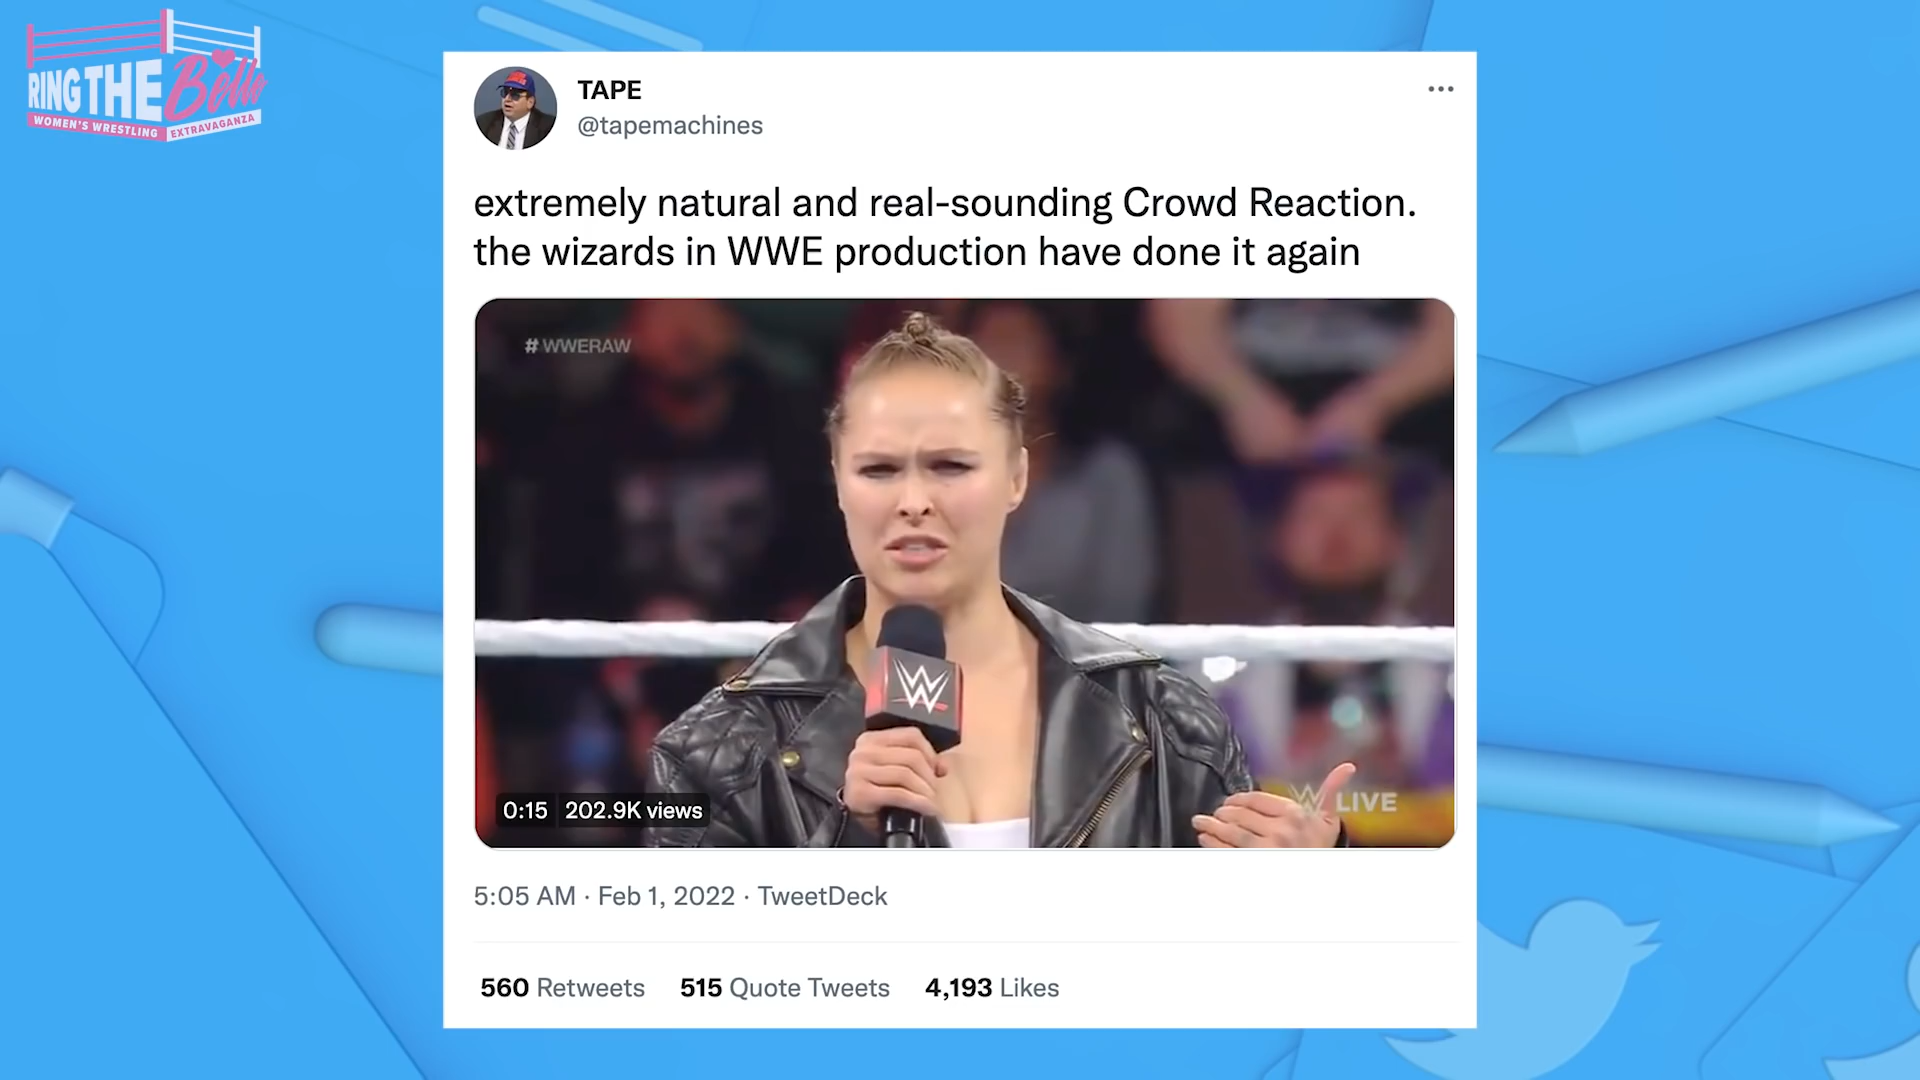 RING THE Belle
WOMEN'S WRESTLING EXTRAVAGANZA
TAPE
@tapemachines
extremely natural and real-sounding Crowd Reaction.
the wizards in WWE production have done it again
#WWERAW
W
0:15 202.9K views
W LIVE
5:05 AM · Feb 1, 2022 · TweetDeck
560 Retweets 515 Quote Tweets 4,193 Likes